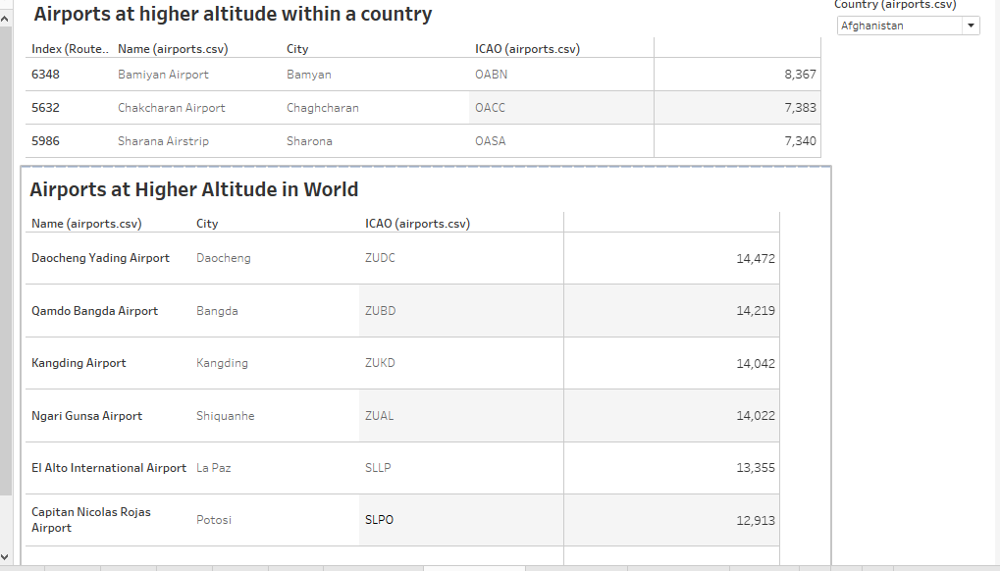 Airports at higher altitude within a country
Country (airports.csv)
Afghanistan
Index (Route.. Name (airports.csv) City ICAO (airports.csv)
6348 Bamiyan Airport Bamyan OABN 8,367
5632 Chakcharan Airport Chaghcharan OACC 7,383
5986 Sharana Airstrip Sharona OASA 7,340
Airports at Higher Altitude in World
Name (airports.csv) City ICAO (airports.csv)
Daocheng Yading Airport Daocheng ZUDC 14,472
Qamdo Bangda Airport Bangda ZUBD 14,219
Kangding Airport Kangding ZUKD 14,042
Ngari Gunsa Airport Shiquanhe ZUAL 14,022
El Alto International Airport La Paz SLLP 13,355
Capitan Nicolas Rojas
Airport Potosi SLPO 12,913